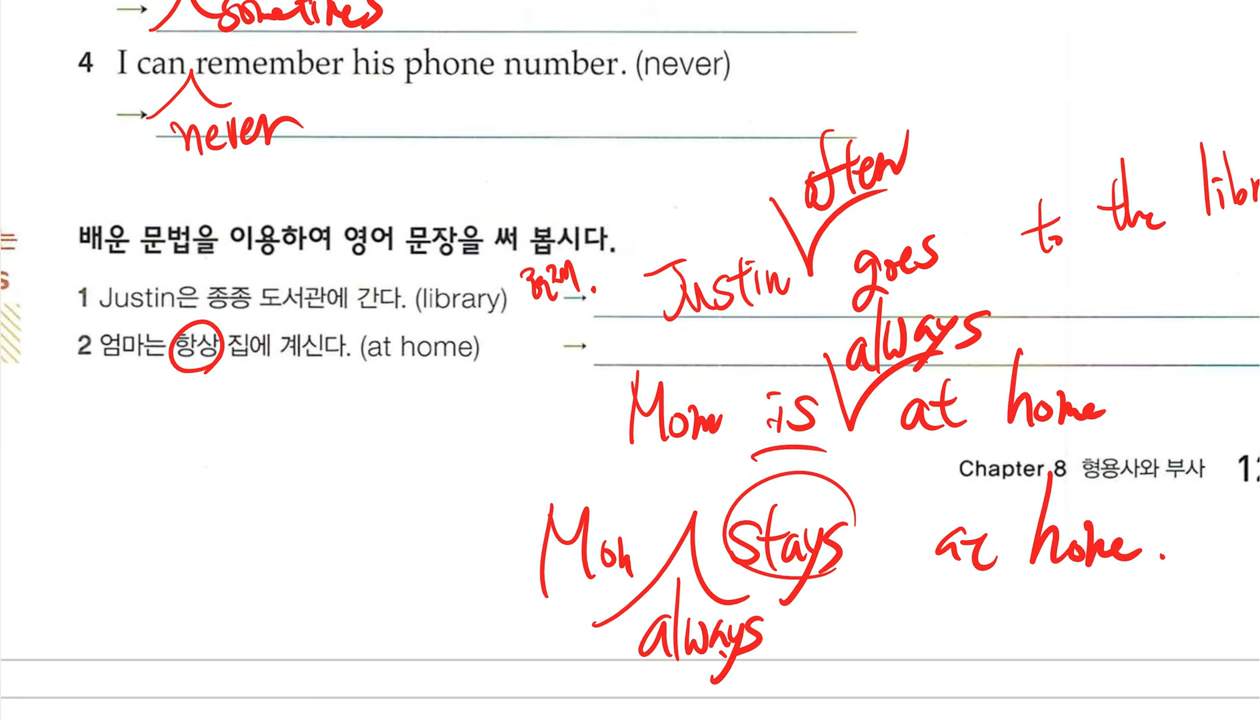 → sometimes
4 I can remember his phone number. (never)
→ never
배운 문법을 이용하여 영어 문장을 써 봅시다.
often
1 Justin은 종종 도서관에 간다. (library) 현재. → Justin goes to the libr
always
2 엄마는 항상 집에 계신다. (at home) →
Mom is at home
Chapter 8 형용사와 부사 12
Mom stays at home.
always